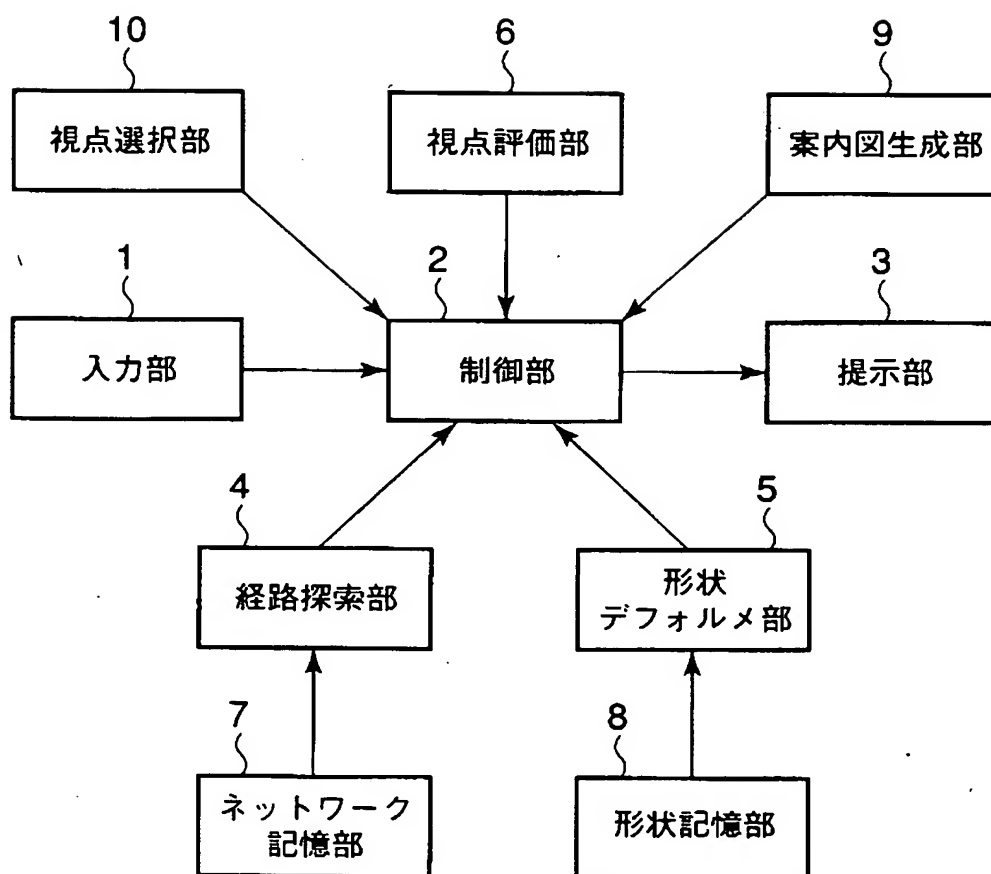 10
6
9
視点選択部
視点評価部
案内図生成部
1
2
3
入力部
制御部
提示部
4
5
経路探索部
形状
デフォルメ部
7
8
ネットワーク
記憶部
形状記憶部